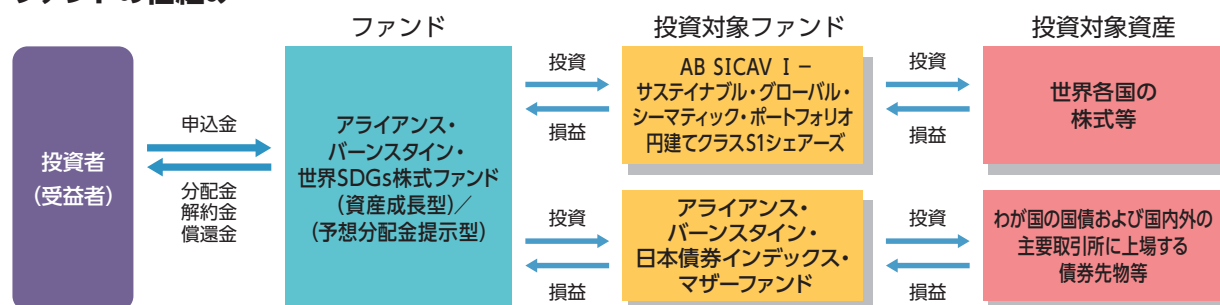 ファンド
投資対象ファンド
投資対象資産
投資者
(受益者)
申込金
分配金
解約金
償還金
アライアンス・
バーンスタイン・
世界SDGs株式ファンド
(資産成長型)/
(予想分配金提示型)
投資
損益
AB SICAV I −
サステイナブル・グローバル・
シーマティック・ポートフォリオ
円建てクラスS1シェアーズ
投資
損益
世界各国の
株式等
投資
損益
アライアンス・
バーンスタイン・
日本債券インデックス・
マザーファンド
投資
損益
わが国の国債および国内外の
主要取引所に上場する
債券先物等